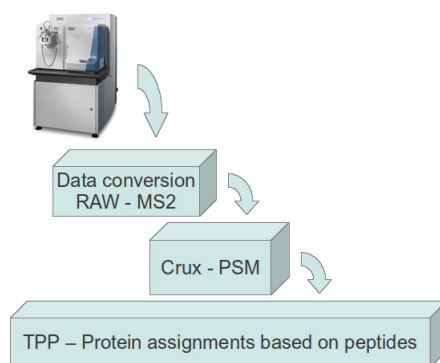 Data conversion
RAW - MS2
Crux - PSM
TPP – Protein assignments based on peptides